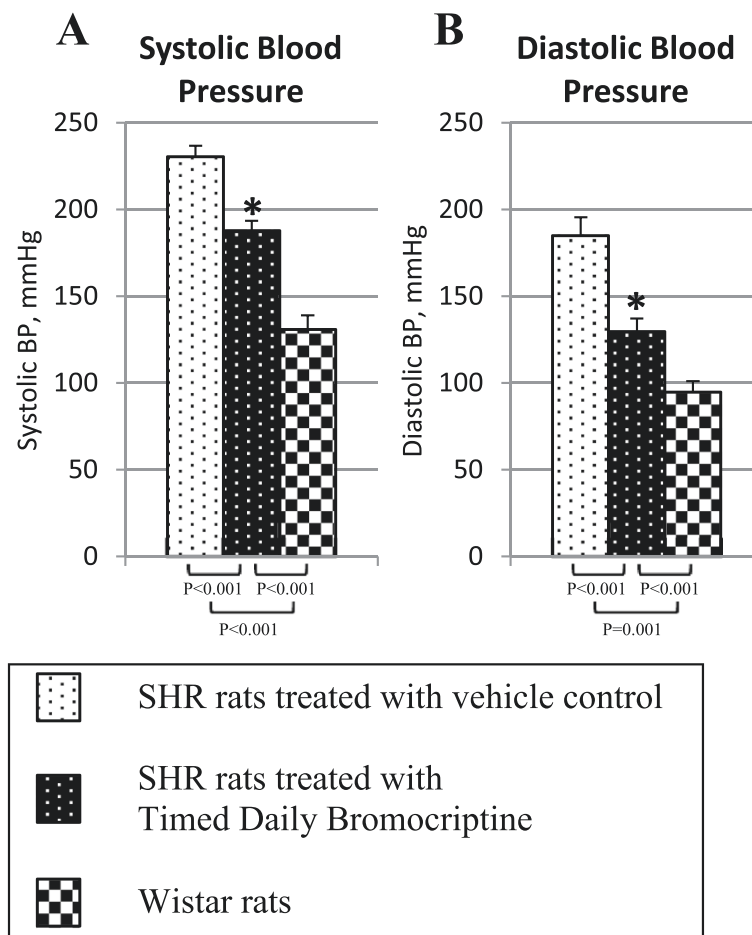 A
Systolic Blood
Pressure
Systolic BP, mmHg
250
200
150
100
50
0
*
P<0.001
P<0.001
P<0.001
B
Diastolic Blood
Pressure
Diastolic BP, mmHg
250
200
150
100
50
0
*
P<0.001
P<0.001
P=0.001
SHR rats treated with vehicle control
SHR rats treated with
Timed Daily Bromocriptine
Wistar rats